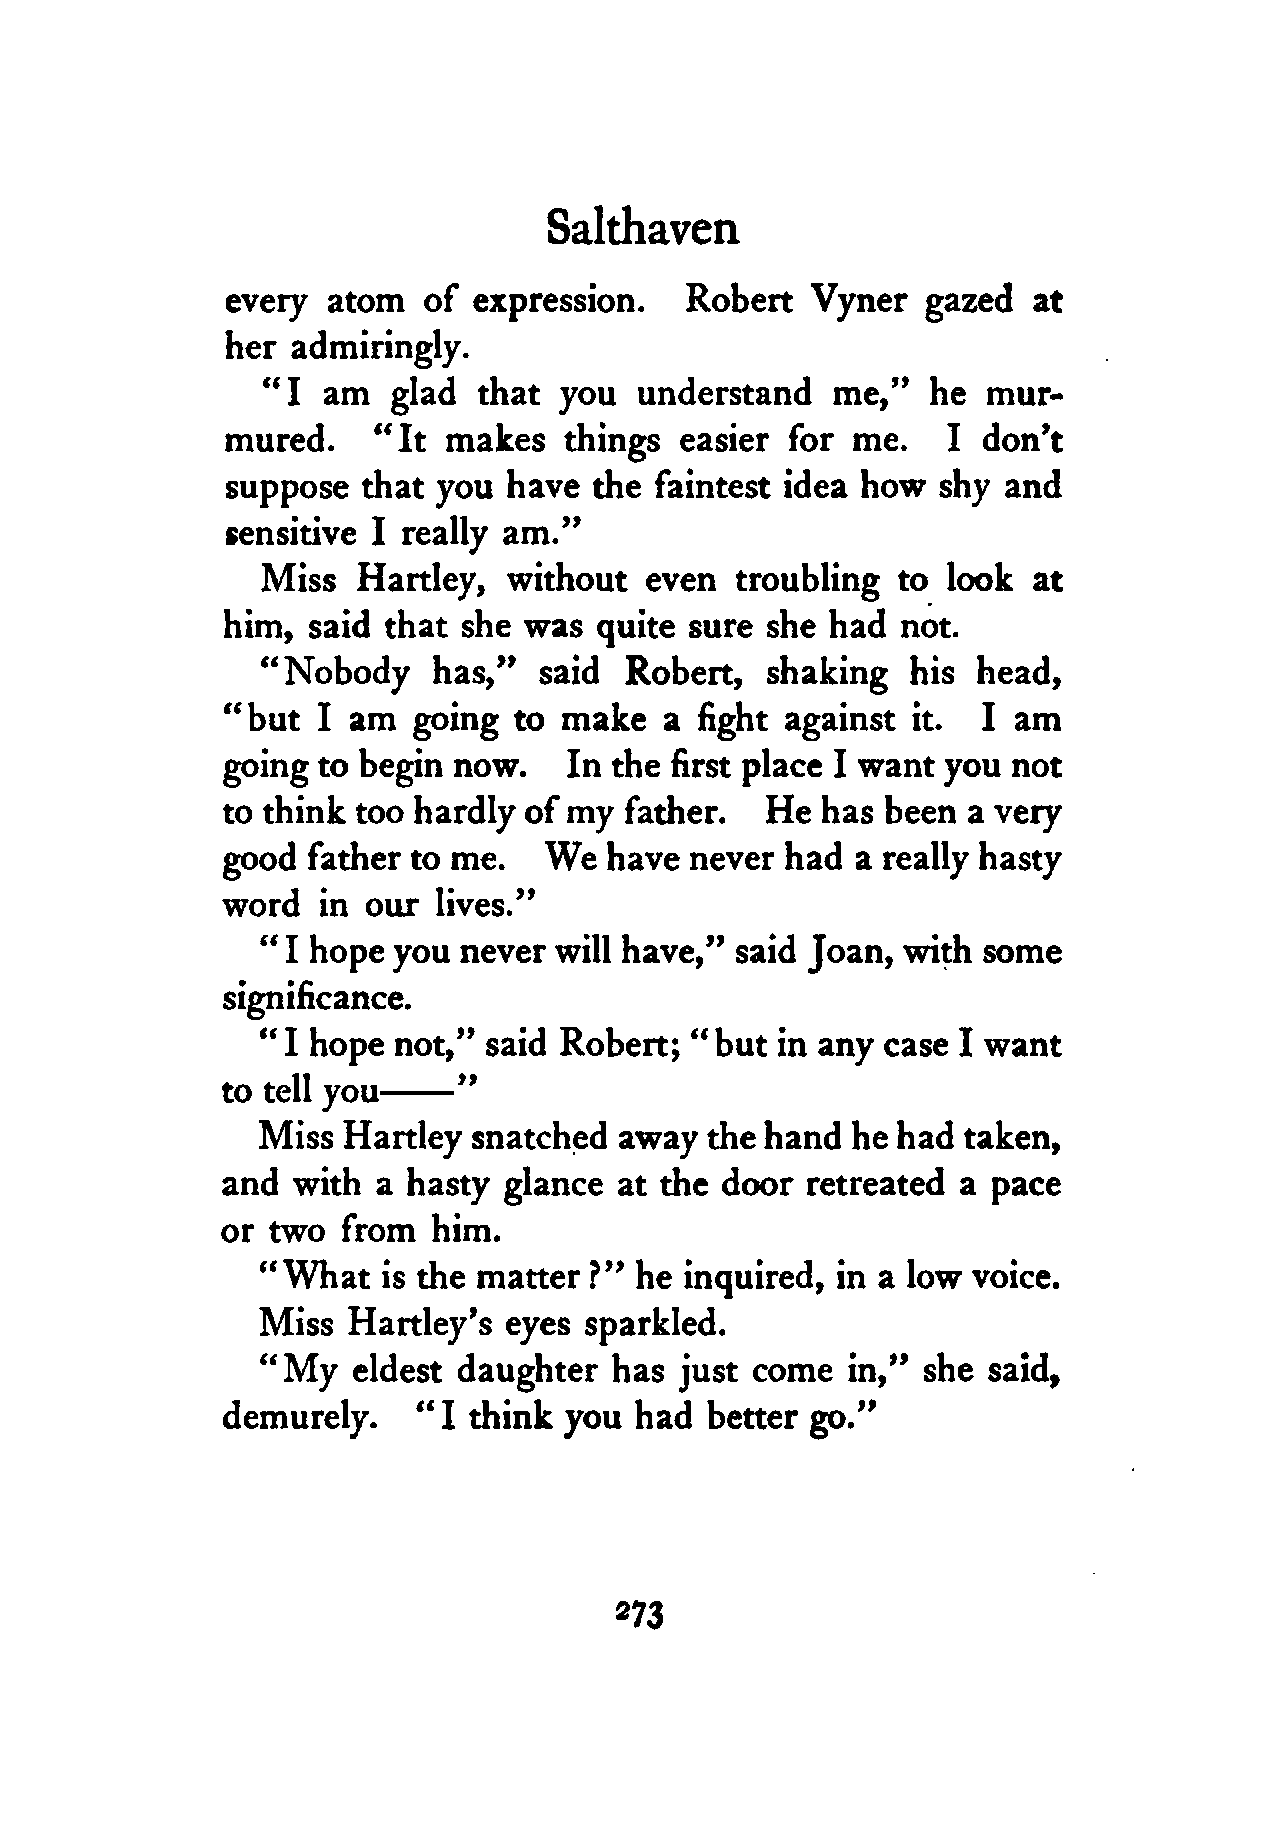 Salthaven
every atom of expression. Robert Vyner gazed at
her admiringly.
“I am glad that you understand me,” he mur-
mured. “It makes things easier for me. I don’t
suppose that you have the faintest idea how shy and
sensitive I really am.”
Miss Hartley, without even troubling to look at
him, said that she was quite sure she had not.
“Nobody has,” said Robert, shaking his head,
“but I am going to make a fight against it. I am
going to begin now. In the first place I want you not
to think too hardly of my father. He has been a very
good father to me. We have never had a really hasty
word in our lives.”
“I hope you never will have,” said Joan, with some
significance.
“I hope not,” said Robert; “but in any case I want
to tell you——”
Miss Hartley snatched away the hand he had taken,
and with a hasty glance at the door retreated a pace
or two from him.
“What is the matter?” he inquired, in a low voice.
Miss Hartley’s eyes sparkled.
“My eldest daughter has just come in,” she said,
demurely. “I think you had better go.”
273